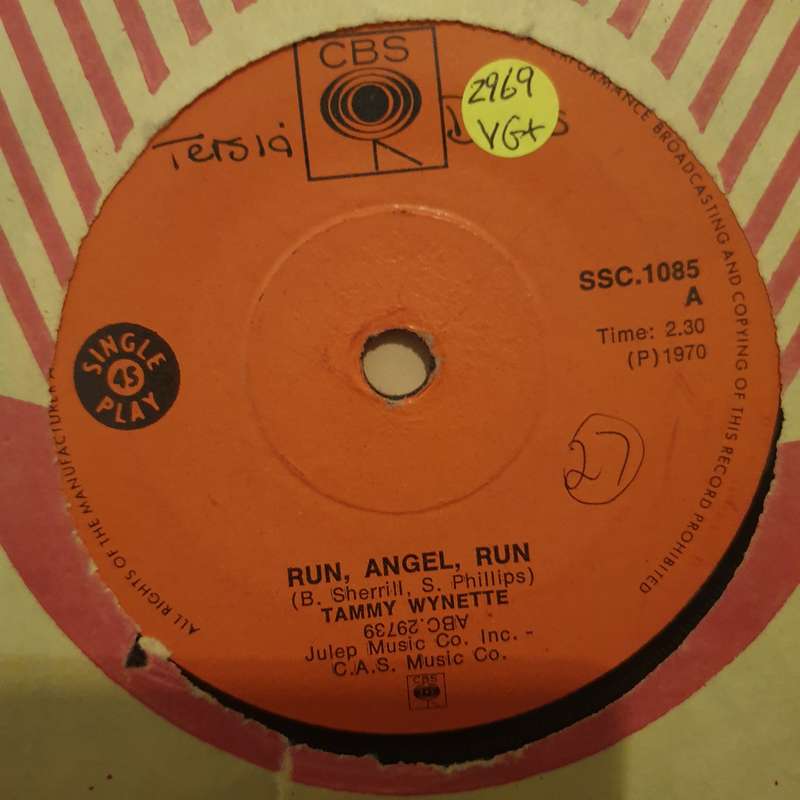 CBS
2969
VG+
Tersia
PERFORMANCE BROADCASTING AND COPYING OF THIS RECORD PROHIBITED
SSC.1085
A
Time: 2.30
(P)1970
SINGLE
45
PLAY
27
RUN, ANGEL, RUN
(B. Sherrill, S. Phillips)
TAMMY WYNETTE
ABC.29739
Julep Music Co. Inc. -
C.A.S. Music Co.
CBS
ALL RIGHTS OF THE MANUFACTURER